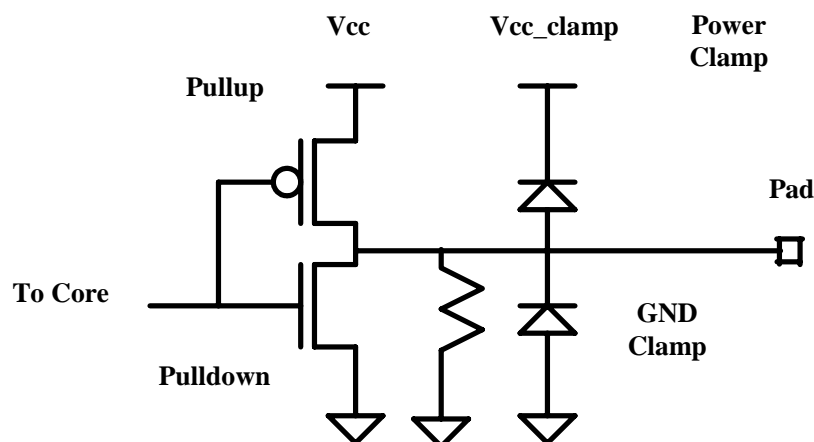 Vcc
Vcc_clamp
Power
Clamp
Pullup
Pad
To Core
GND
Clamp
Pulldown